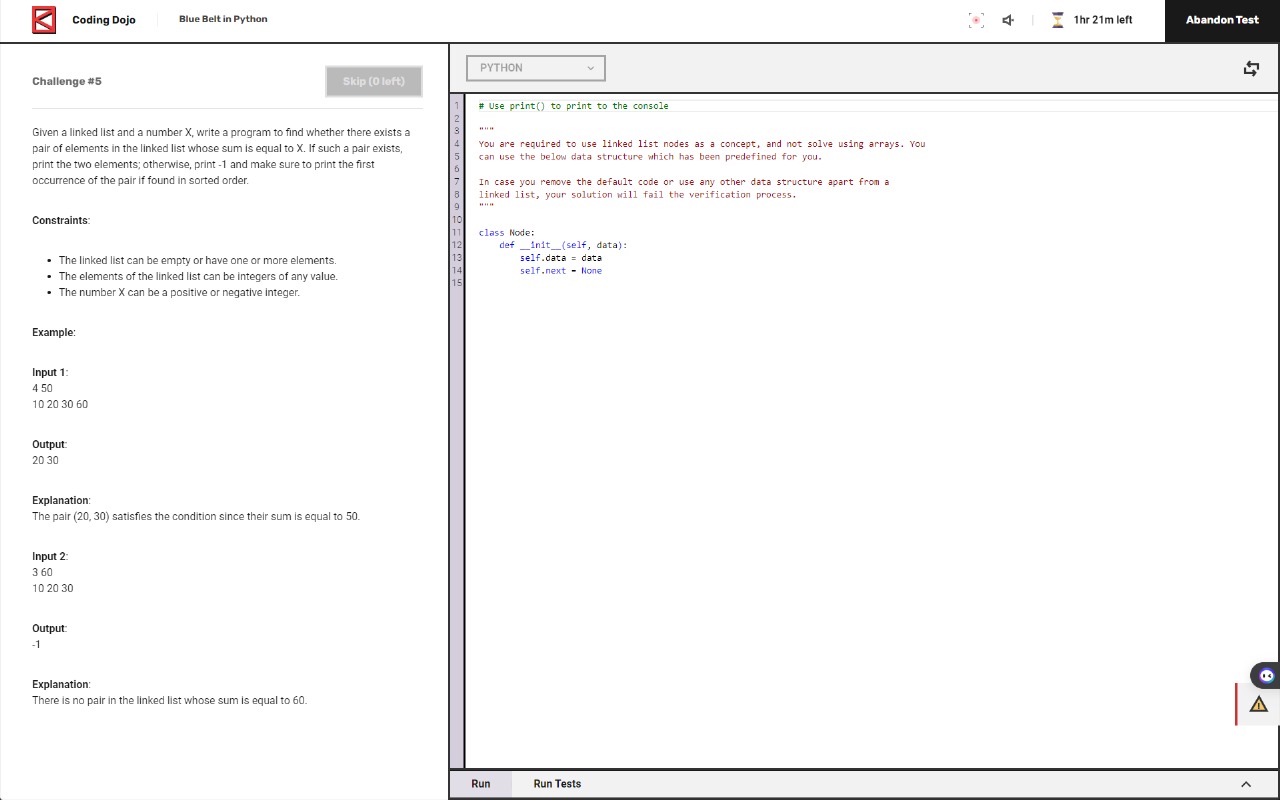 Coding Dojo
Blue Belt in Python
1hr 21m left
Abandon Test
Challenge #5
Skip (0 left)
Given a linked list and a number X, write a program to find whether there exists a
pair of elements in the linked list whose sum is equal to X. If such a pair exists,
print the two elements; otherwise, print -1 and make sure to print the first
occurrence of the pair if found in sorted order.
Constraints:
• The linked list can be empty or have one or more elements.
• The elements of the linked list can be integers of any value.
• The number X can be a positive or negative integer.
Example:
Input 1:
4 50
10 20 30 60
Output:
20 30
Explanation:
The pair (20, 30) satisfies the condition since their sum is equal to 50.
Input 2:
3 60
10 20 30
Output:
-1
Explanation:
There is no pair in the linked list whose sum is equal to 60.
PYTHON
1 # Use print() to print to the console
2
3 """
4 You are required to use linked list nodes as a concept, and not solve using arrays. You
5 can use the below data structure which has been predefined for you.
6
7 In case you remove the default code or use any other data structure apart from a
8 linked list, your solution will fail the verification process.
9 """
10
11 class Node:
12 def __init__(self, data):
13 self.data = data
14 self.next = None
15
Run
Run Tests